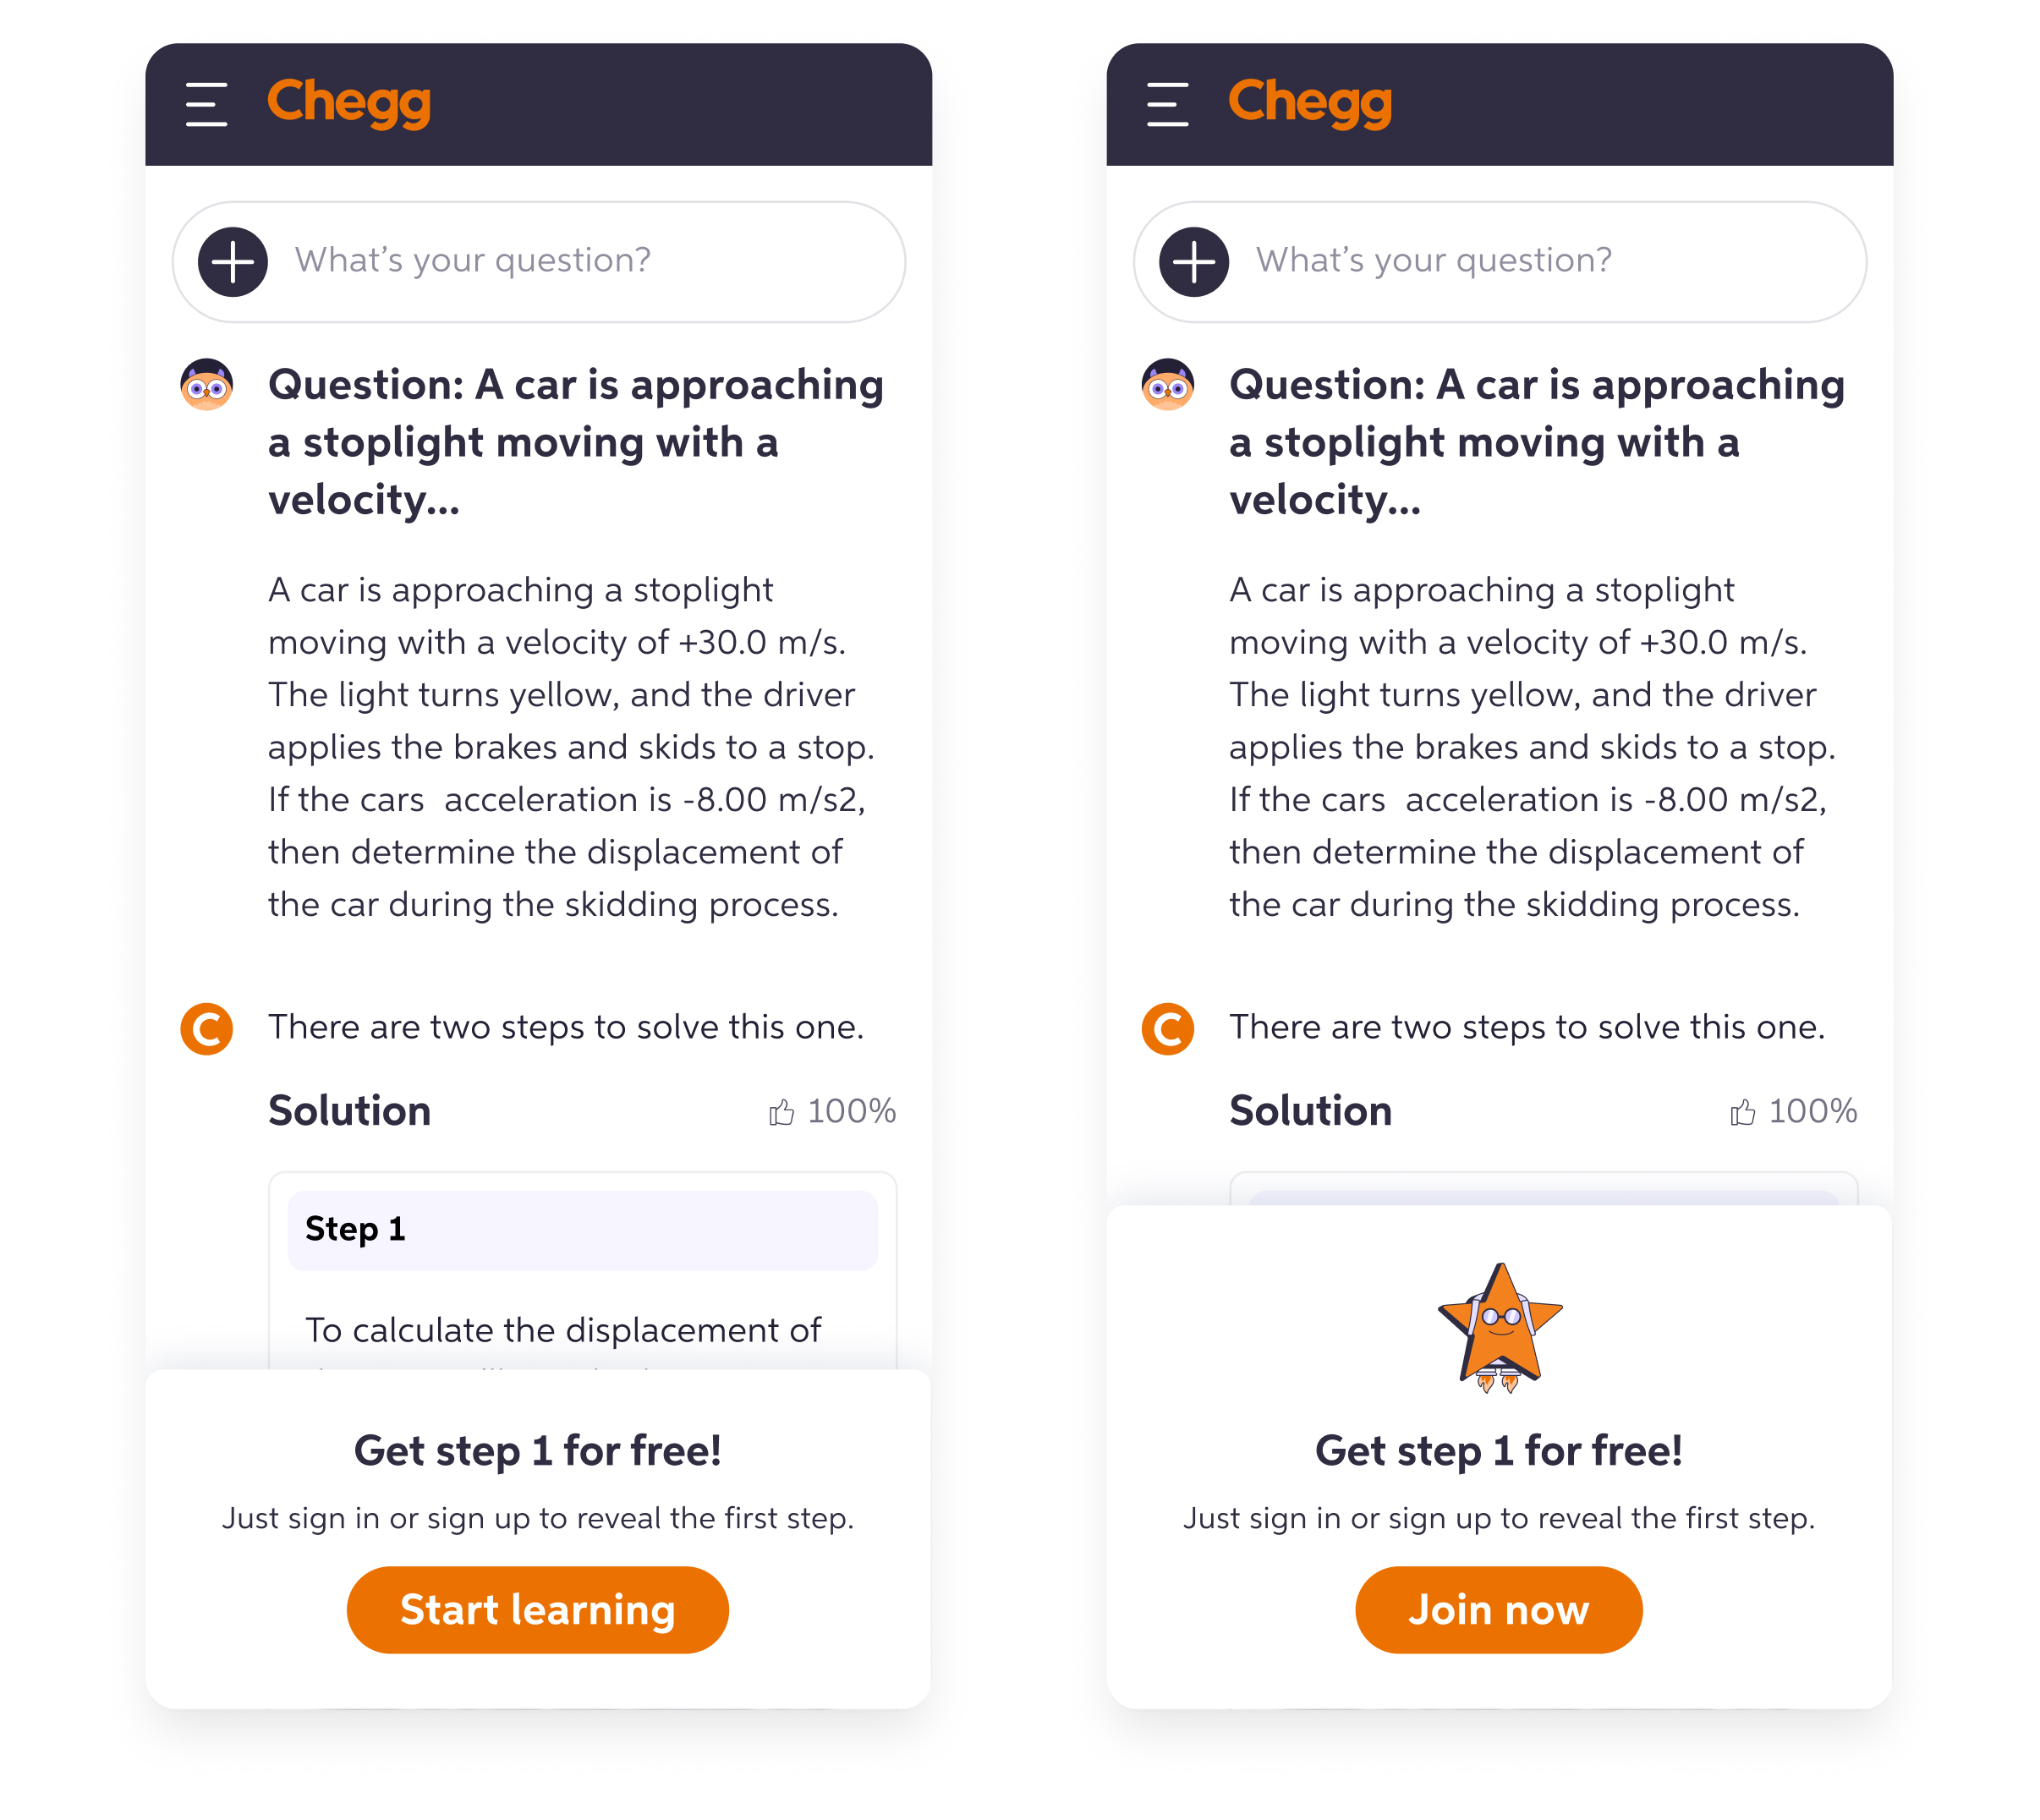 Chegg
What's your question?
Question: A car is approaching
a stoplight moving with a
velocity...
A car is approaching a stoplight
moving with a velocity of +30.0 m/s.
The light turns yellow, and the driver
applies the brakes and skids to a stop.
If the cars  acceleration is -8.00 m/s2,
then determine the displacement of
the car during the skidding process.
C
There are two steps to solve this one.
Solution
100%
Step 1
To calculate the displacement of
Get step 1 for free!
Just sign in or sign up to reveal the first step.
Start learning
Chegg
What's your question?
Question: A car is approaching
a stoplight moving with a
velocity...
A car is approaching a stoplight
moving with a velocity of +30.0 m/s.
The light turns yellow, and the driver
applies the brakes and skids to a stop.
If the cars  acceleration is -8.00 m/s2,
then determine the displacement of
the car during the skidding process.
C
There are two steps to solve this one.
Solution
100%
Get step 1 for free!
Just sign in or sign up to reveal the first step.
Join now